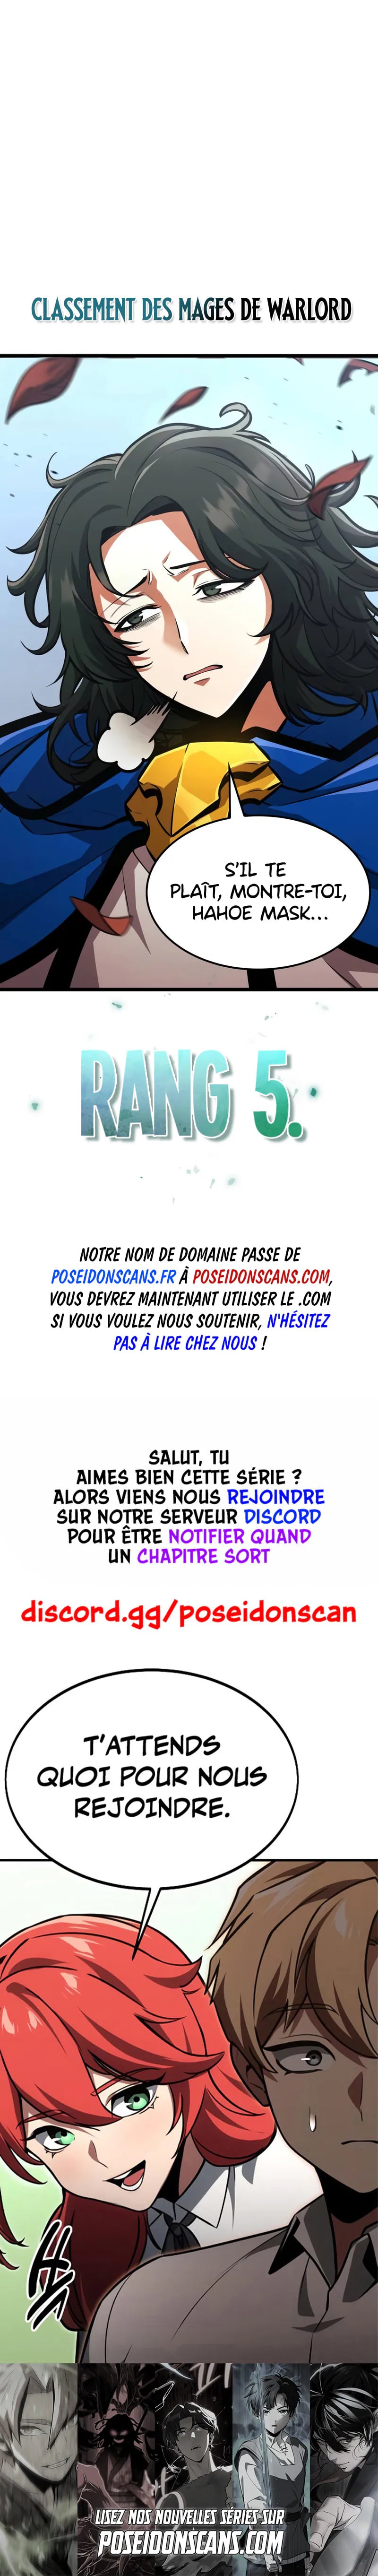 CLASSEMENT DES MAGES DE WARLORD
S'IL TE
PLAÎT, MONTRE-TOI,
HAHOE MASK...
RANG 5.
NOTRE NOM DE DOMAINE PASSE DE
POSEIDONSCANS.FR À POSEIDONSCANS.COM,
VOUS DEVREZ MAINTENANT UTILISER LE .COM
SI VOUS VOULEZ NOUS SOUTENIR, N'HÉSITEZ
PAS À LIRE CHEZ NOUS !
SALUT, TU
AIMES BIEN CETTE SÉRIE ?
ALORS VIENS NOUS REJOINDRE
SUR NOTRE SERVEUR DISCORD
POUR ÊTRE NOTIFIER QUAND
UN CHAPITRE SORT
discord.gg/poseidonscan
T'ATTENDS
QUOI POUR NOUS
REJOINDRE.
LISEZ NOS NOUVELLES SÉRIES SUR
POSEIDONSCANS.COM